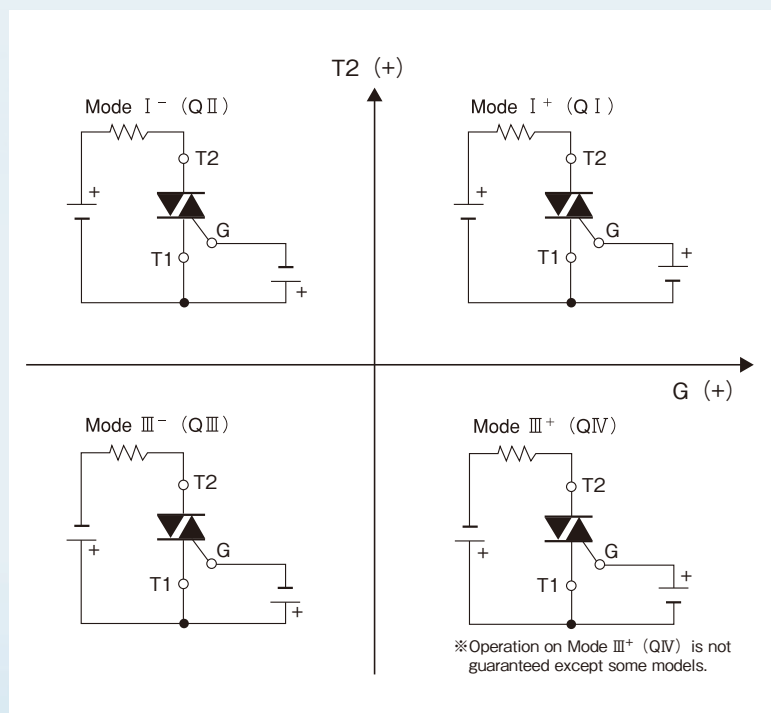 T2 (+)
Mode Ⅰ⁻ (QⅡ)
T2
+
G
T1
+
Mode Ⅰ⁺ (QⅠ)
T2
+
G
T1
+
G (+)
Mode Ⅲ⁻ (QⅢ)
T2
+
G
T1
+
Mode Ⅲ⁺ (QⅣ)
T2
+
G
T1
+
※Operation on Mode Ⅲ⁺ (QⅣ) is not
guaranteed except some models.